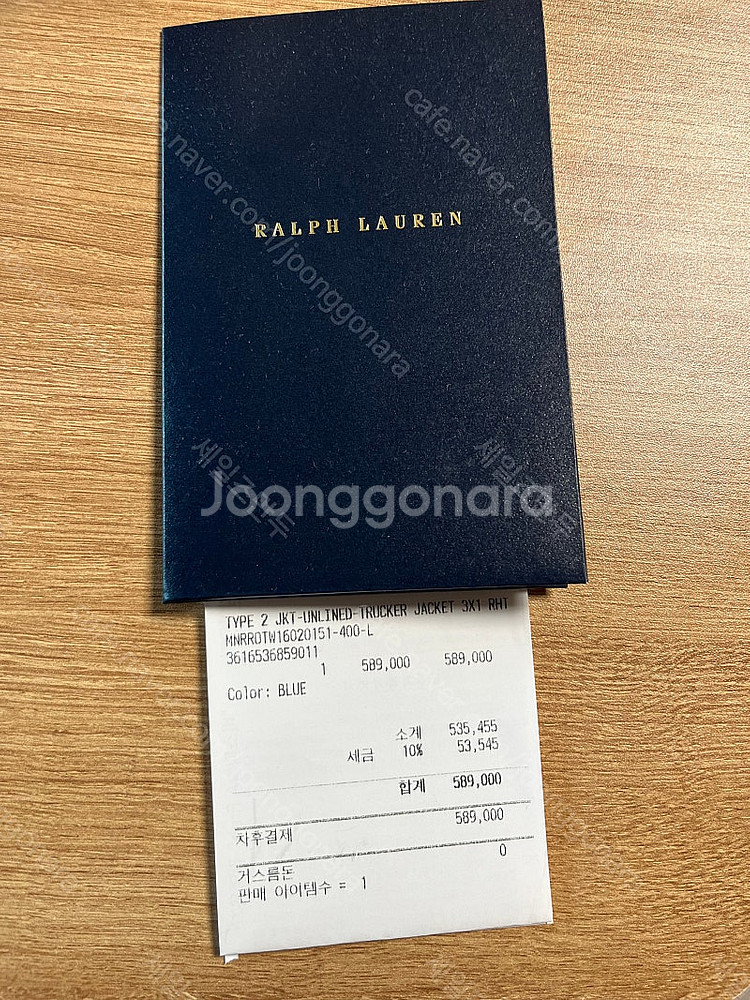 cafe.naver.com/joonggonara
cafe.naver.com
RALPH LAUREN
Joonggonara
TYPE 2 JKT-UNLINED-TRUCKER JACKET 3X1 RHT
MNRROTW16020151-400-L
3616536859011
1 589,000 589,000
Color: BLUE
소계 535,455
세금 10% 53,545
합계 589,000
차후결제 589,000
거스름돈 0
판매 아이템수 = 1